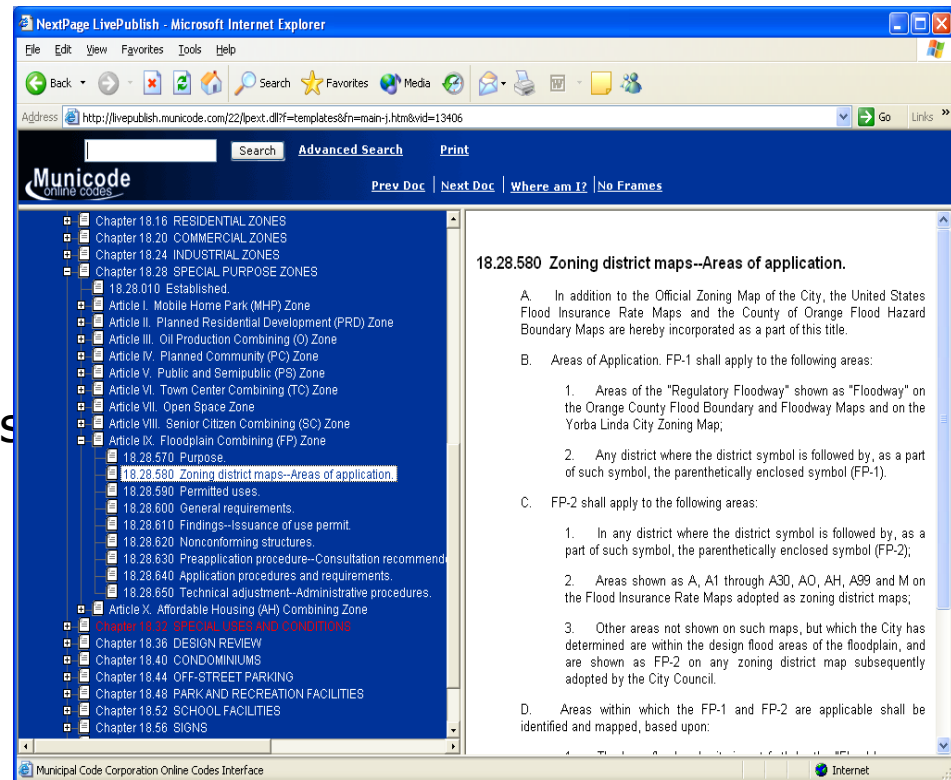 NextPage LivePublish - Microsoft Internet Explorer
File Edit View Favorites Tools Help
Back Search Favorites Media
Address http://livepublish.municode.com/22/lpext.dll?f=templates&fn=main-j.htm&vid=13406 Go Links »
Search Advanced Search Print
Municode
online codes
Prev Doc | Next Doc | Where am I? | No Frames
Chapter 18.16 RESIDENTIAL ZONES
Chapter 18.20 COMMERCIAL ZONES
Chapter 18.24 INDUSTRIAL ZONES
Chapter 18.28 SPECIAL PURPOSE ZONES
18.28.010 Established.
Article I. Mobile Home Park (MHP) Zone
Article II. Planned Residential Development (PRD) Zone
Article III. Oil Production Combining (O) Zone
Article IV. Planned Community (PC) Zone
Article V. Public and Semipublic (PS) Zone
Article VI. Town Center Combining (TC) Zone
Article VII. Open Space Zone
Article VIII. Senior Citizen Combining (SC) Zone
s
Article IX. Floodplain Combining (FP) Zone
18.28.570 Purpose.
18.28.580 Zoning district maps--Areas of application.
18.28.590 Permitted uses.
18.28.600 General requirements.
18.28.610 Findings--Issuance of use permit.
18.28.620 Nonconforming structures.
18.28.630 Preapplication procedure--Consultation recommende
18.28.640 Application procedures and requirements.
18.28.650 Technical adjustment--Administrative procedures.
Article X. Affordable Housing (AH) Combining Zone
Chapter 18.32 SPECIAL USES AND CONDITIONS
Chapter 18.36 DESIGN REVIEW
Chapter 18.40 CONDOMINIUMS
Chapter 18.44 OFF-STREET PARKING
Chapter 18.48 PARK AND RECREATION FACILITIES
Chapter 18.52 SCHOOL FACILITIES
Chapter 18.56 SIGNS
18.28.580 Zoning district maps--Areas of application.
A. In addition to the Official Zoning Map of the City, the United States
Flood Insurance Rate Maps and the County of Orange Flood Hazard
Boundary Maps are hereby incorporated as a part of this title.
B. Areas of Application. FP-1 shall apply to the following areas:
1. Areas of the "Regulatory Floodway" shown as "Floodway" on
the Orange County Flood Boundary and Floodway Maps and on the
Yorba Linda City Zoning Map;
2. Any district where the district symbol is followed by, as a part
of such symbol, the parenthetically enclosed symbol (FP-1).
C. FP-2 shall apply to the following areas:
1. In any district where the district symbol is followed by, as a
part of such symbol, the parenthetically enclosed symbol (FP-2);
2. Areas shown as A, A1 through A30, AO, AH, A99 and M on
the Flood Insurance Rate Maps adopted as zoning district maps;
3. Other areas not shown on such maps, but which the City has
determined are within the design flood areas of the floodplain, and
are shown as FP-2 on any zoning district map subsequently
adopted by the City Council.
D. Areas within which the FP-1 and FP-2 are applicable shall be
identified and mapped, based upon:
Municipal Code Corporation Online Codes Interface Internet